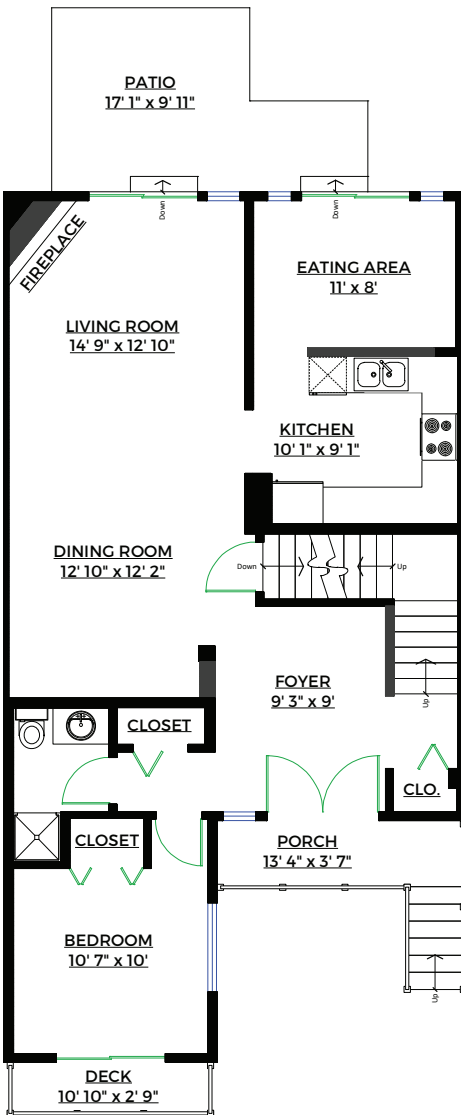 PATIO
17' 1" x 9' 11"
Down
Down
FIREPLACE
EATING AREA
11' x 8'
LIVING ROOM
14' 9" x 12' 10"
KITCHEN
10' 1" x 9' 1"
DINING ROOM
12' 10" x 12' 2"
Down
Up
FOYER
9' 3" x 9'
Up
CLOSET
CLO.
CLOSET
PORCH
13' 4" x 3' 7"
BEDROOM
10' 7" x 10'
Up
DECK
10' 10" x 2' 9"